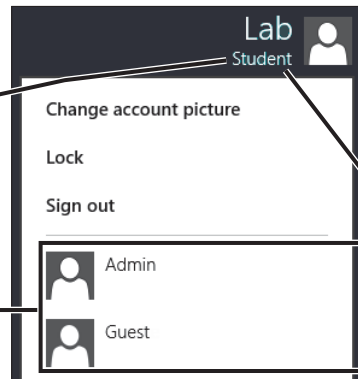 Lab
Student
Change account picture
Lock
Sign out
Admin
Guest